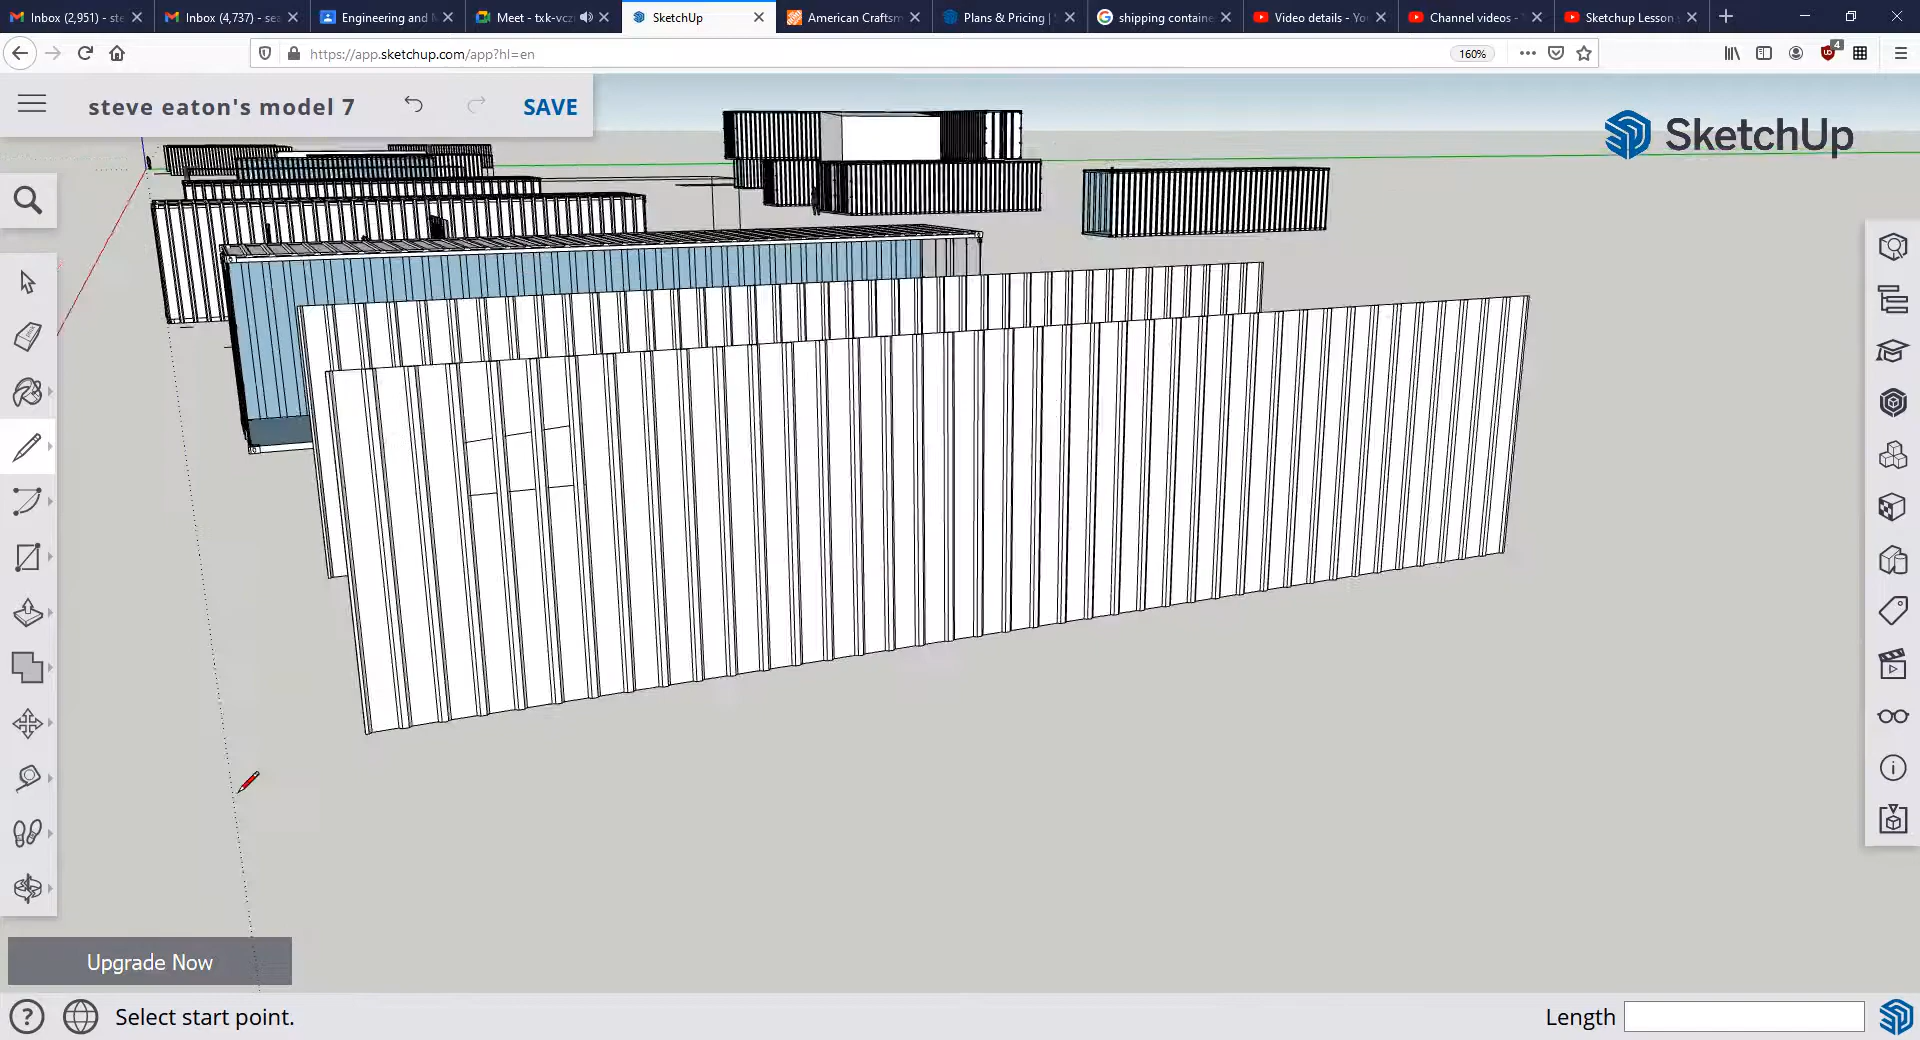 Inbox (2,951) - ste
Inbox (4,737) - sea
Engineering and M
Meet - txk-vcz
SketchUp
American Craftsm
Plans & Pricing |
shipping containe
Video details - Yo
Channel videos -
Sketchup Lesson
https://app.sketchup.com/app?hl=en
160%
4
steve eaton's model 7
SAVE
SketchUp
Upgrade Now
Select start point.
Length